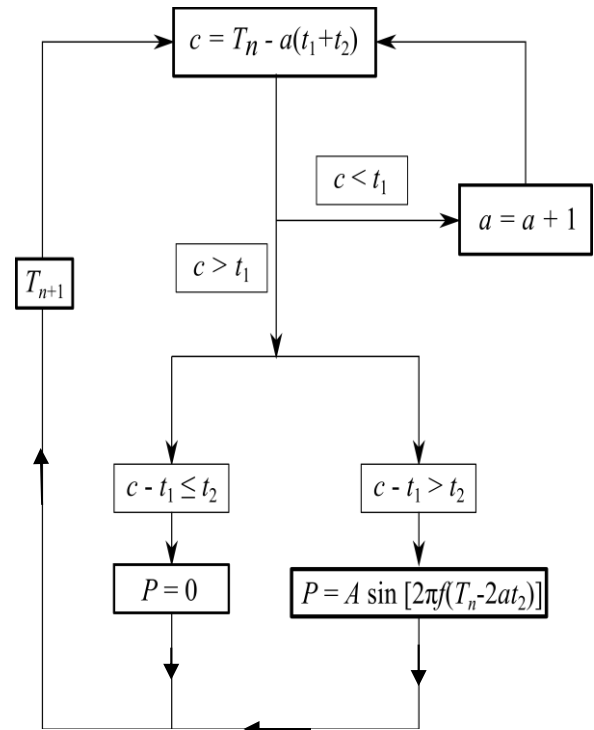 c = Tn - a(t1+t2)
c < t1
a = a + 1
c > t1
Tn+1
c - t1 ≤ t2
c - t1 > t2
P = 0
P = A sin [2πf(Tn-2at2)]